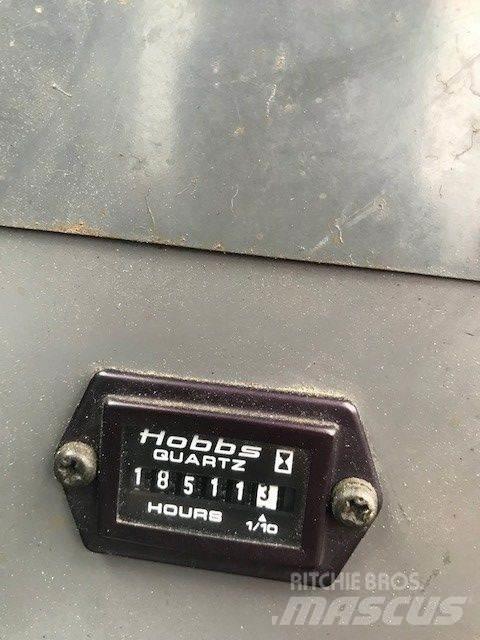 Hobbs
QUARTZ
185113
HOURS 1/10
RITCHIE BROS.
MASCUS